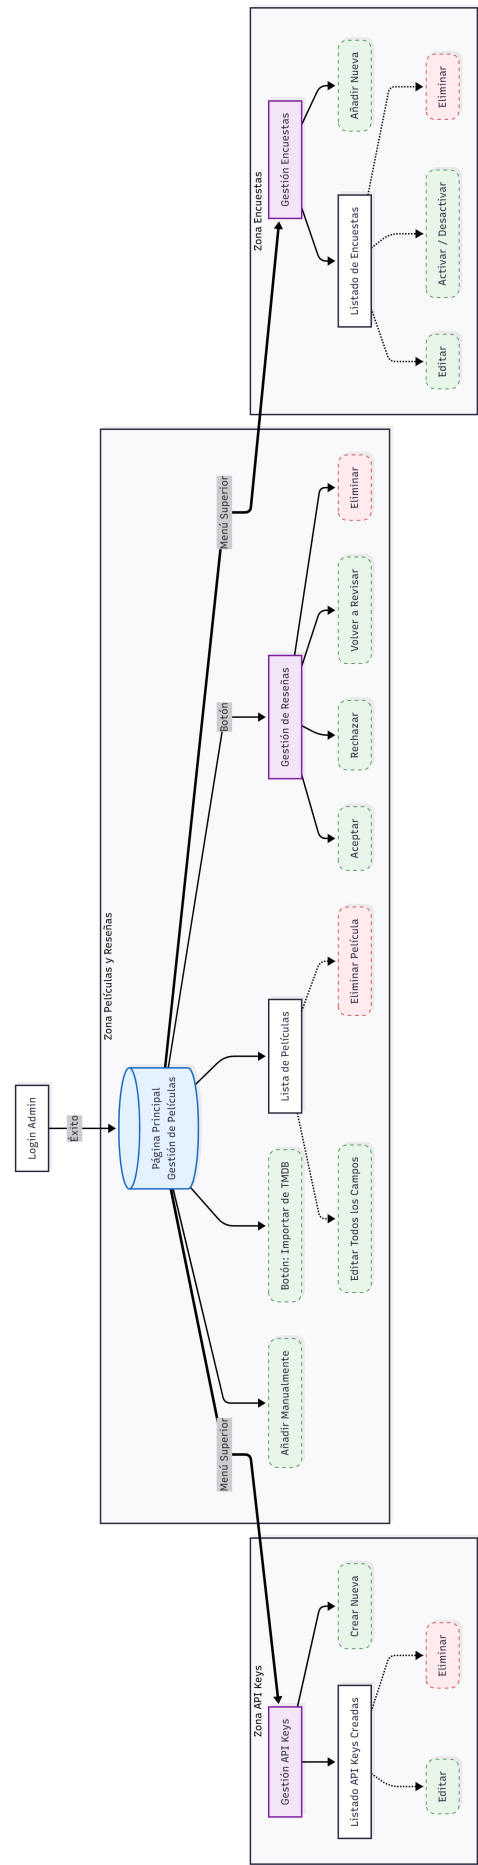 Login Admin
Éxito
Zona Películas y Reseñas
Página Principal
Gestión de Películas
Menú Superior
Botón
Menú Superior
Añadir Manualmente
Botón: Importar de TMDB
Lista de Películas
Gestión de Reseñas
Editar Todos los Campos
Eliminar Película
Aceptar
Rechazar
Volver a Revisar
Eliminar
Zona API Keys
Gestión API Keys
Listado API Keys Creadas
Crear Nueva
Editar
Eliminar
Zona Encuestas
Gestión Encuestas
Listado de Encuestas
Añadir Nueva
Editar
Activar / Desactivar
Eliminar